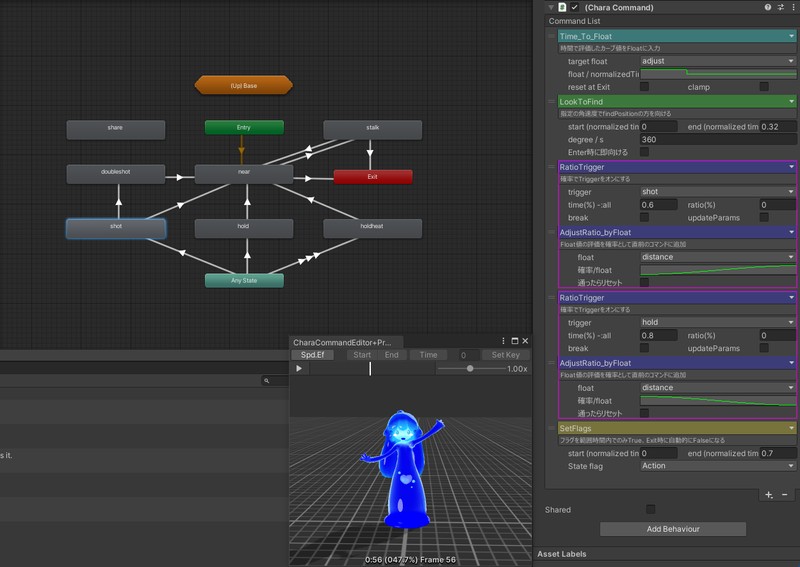 (Up) Base
share
Entry
stalk
doubleshot
near
Exit
shot
hold
holdhest
Any State
s it.
CharaCommandEditor+Pr...
Spd.Ef
Start
End
Time
0
Set Key
1.00x
0:56 (047.7%) Frame 56
(Chara Command)
Command List
Time_To_Float
時間で評価したカーブ値をFloatに入力
target float
adjust
float / normalizedTi
reset at Exit
clamp
LookToFind
指定の角速度でfindPositionの方を向ける
start (normalized tim 0
end (normalized tim 0.32
degree / s
360
Enter時に即向ける
RatioTrigger
確率でTriggerをオンにする
trigger
shot
time(%) -:all
0.6
ratio(%)
0
break
updateParams
AdjustRatio_byFloat
Float値の評価を確率として直前のコマンドに追加
float
distance
確率/float
通ったらリセット
RatioTrigger
確率でTriggerをオンにする
trigger
hold
time(%) -:all
0.8
ratio(%)
0
break
updateParams
AdjustRatio_byFloat
Float値の評価を確率として直前のコマンドに追加
float
distance
確率/float
通ったらリセット
SetFlags
フラグを範囲時間内でのみTrue、Exit時に自動的にFalseになる
start (normalized tim 0
end (normalized tim 0.7
State flag
Action
Shared
Add Behaviour
Asset Labels